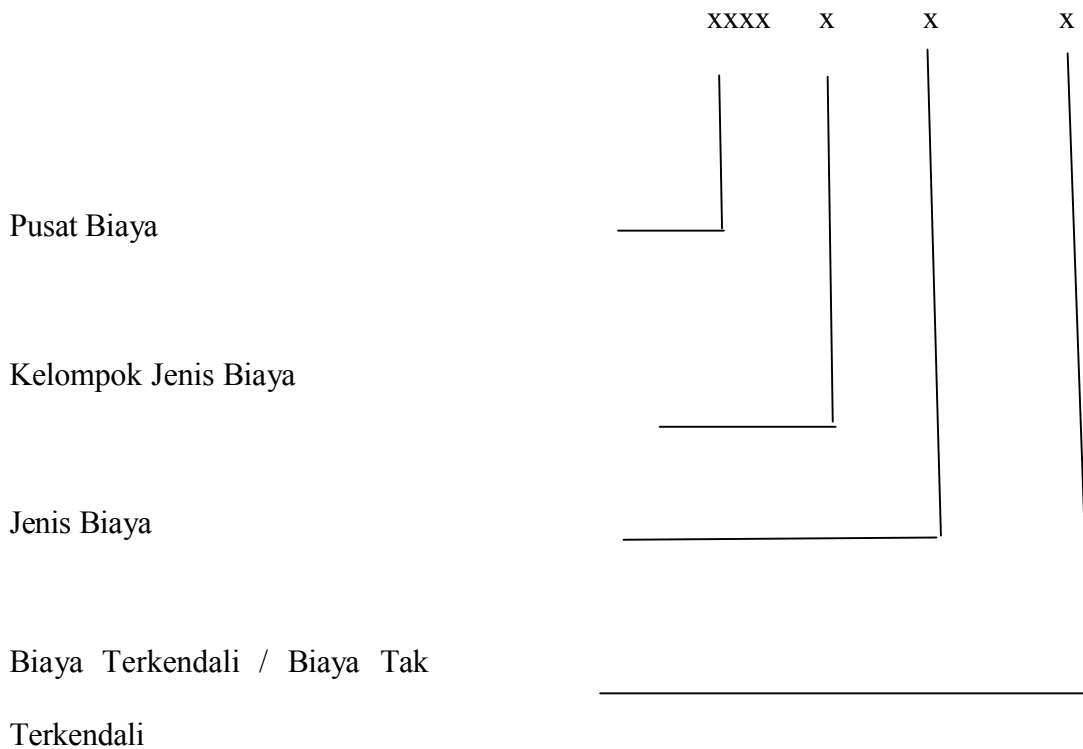 xxxx x x x
Pusat Biaya
Kelompok Jenis Biaya
Jenis Biaya
Biaya Terkendali / Biaya Tak
Terkendali